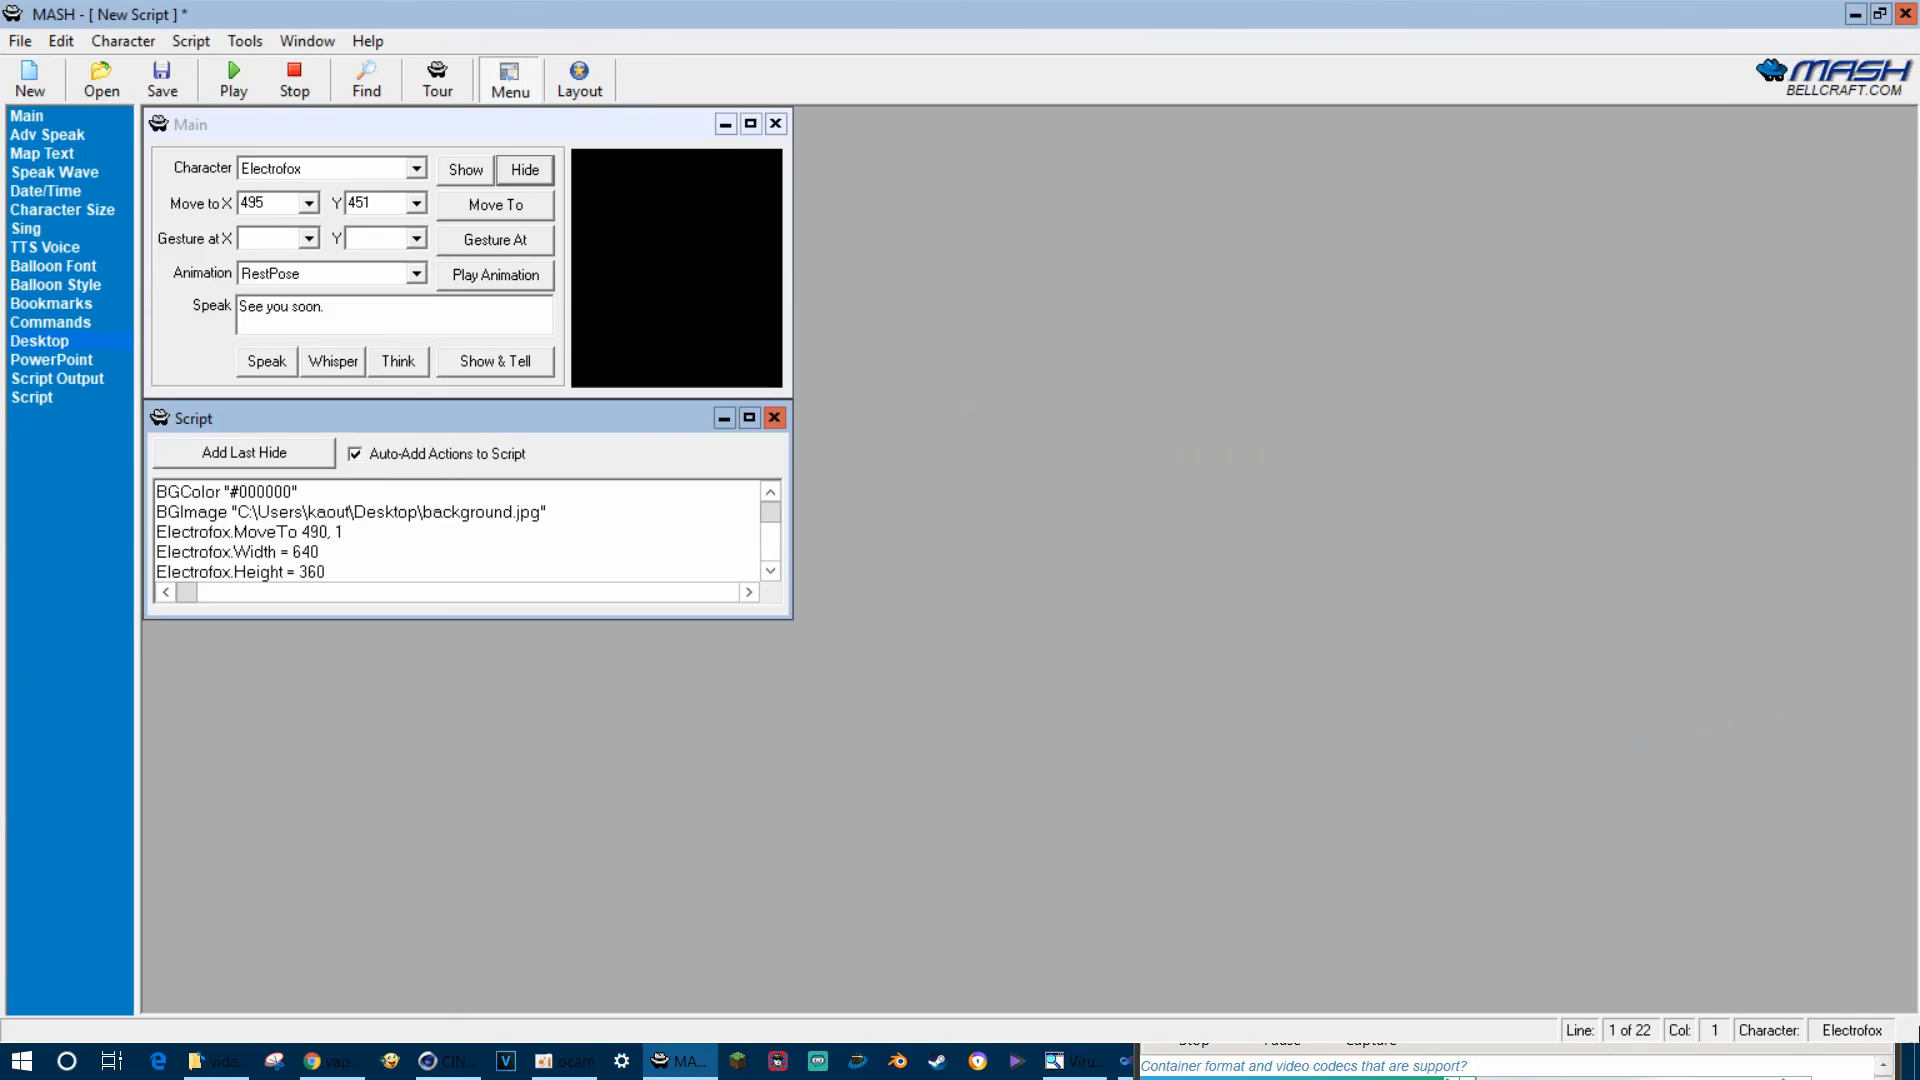 MASH - [ New Script ] *
File Edit Character Script Tools Window Help
New Open Save Play Stop Find Tour Menu Layout
MASH
BELLCRAFT.COM
Main
Adv Speak
Map Text
Speak Wave
Date/Time
Character Size
Sing
TTS Voice
Balloon Font
Balloon Style
Bookmarks
Commands
Desktop
PowerPoint
Script Output
Script
Main
Character Electrofox Show Hide
Move to X 495 Y 451 Move To
Gesture at X Y Gesture At
Animation RestPose Play Animation
Speak See you soon.
Speak Whisper Think Show & Tell
Script
Add Last Hide Auto-Add Actions to Script
BGColor "#000000"
BGImage "C:\Users\kaout\Desktop\background.jpg"
Electrofox.MoveTo 490, 1
Electrofox.Width = 640
Electrofox.Height = 360
Line: 1 of 22 Col: 1 Character: Electrofox
vide... vap... CIN... ocam MA... Viru...
Container format and video codecs that are support?